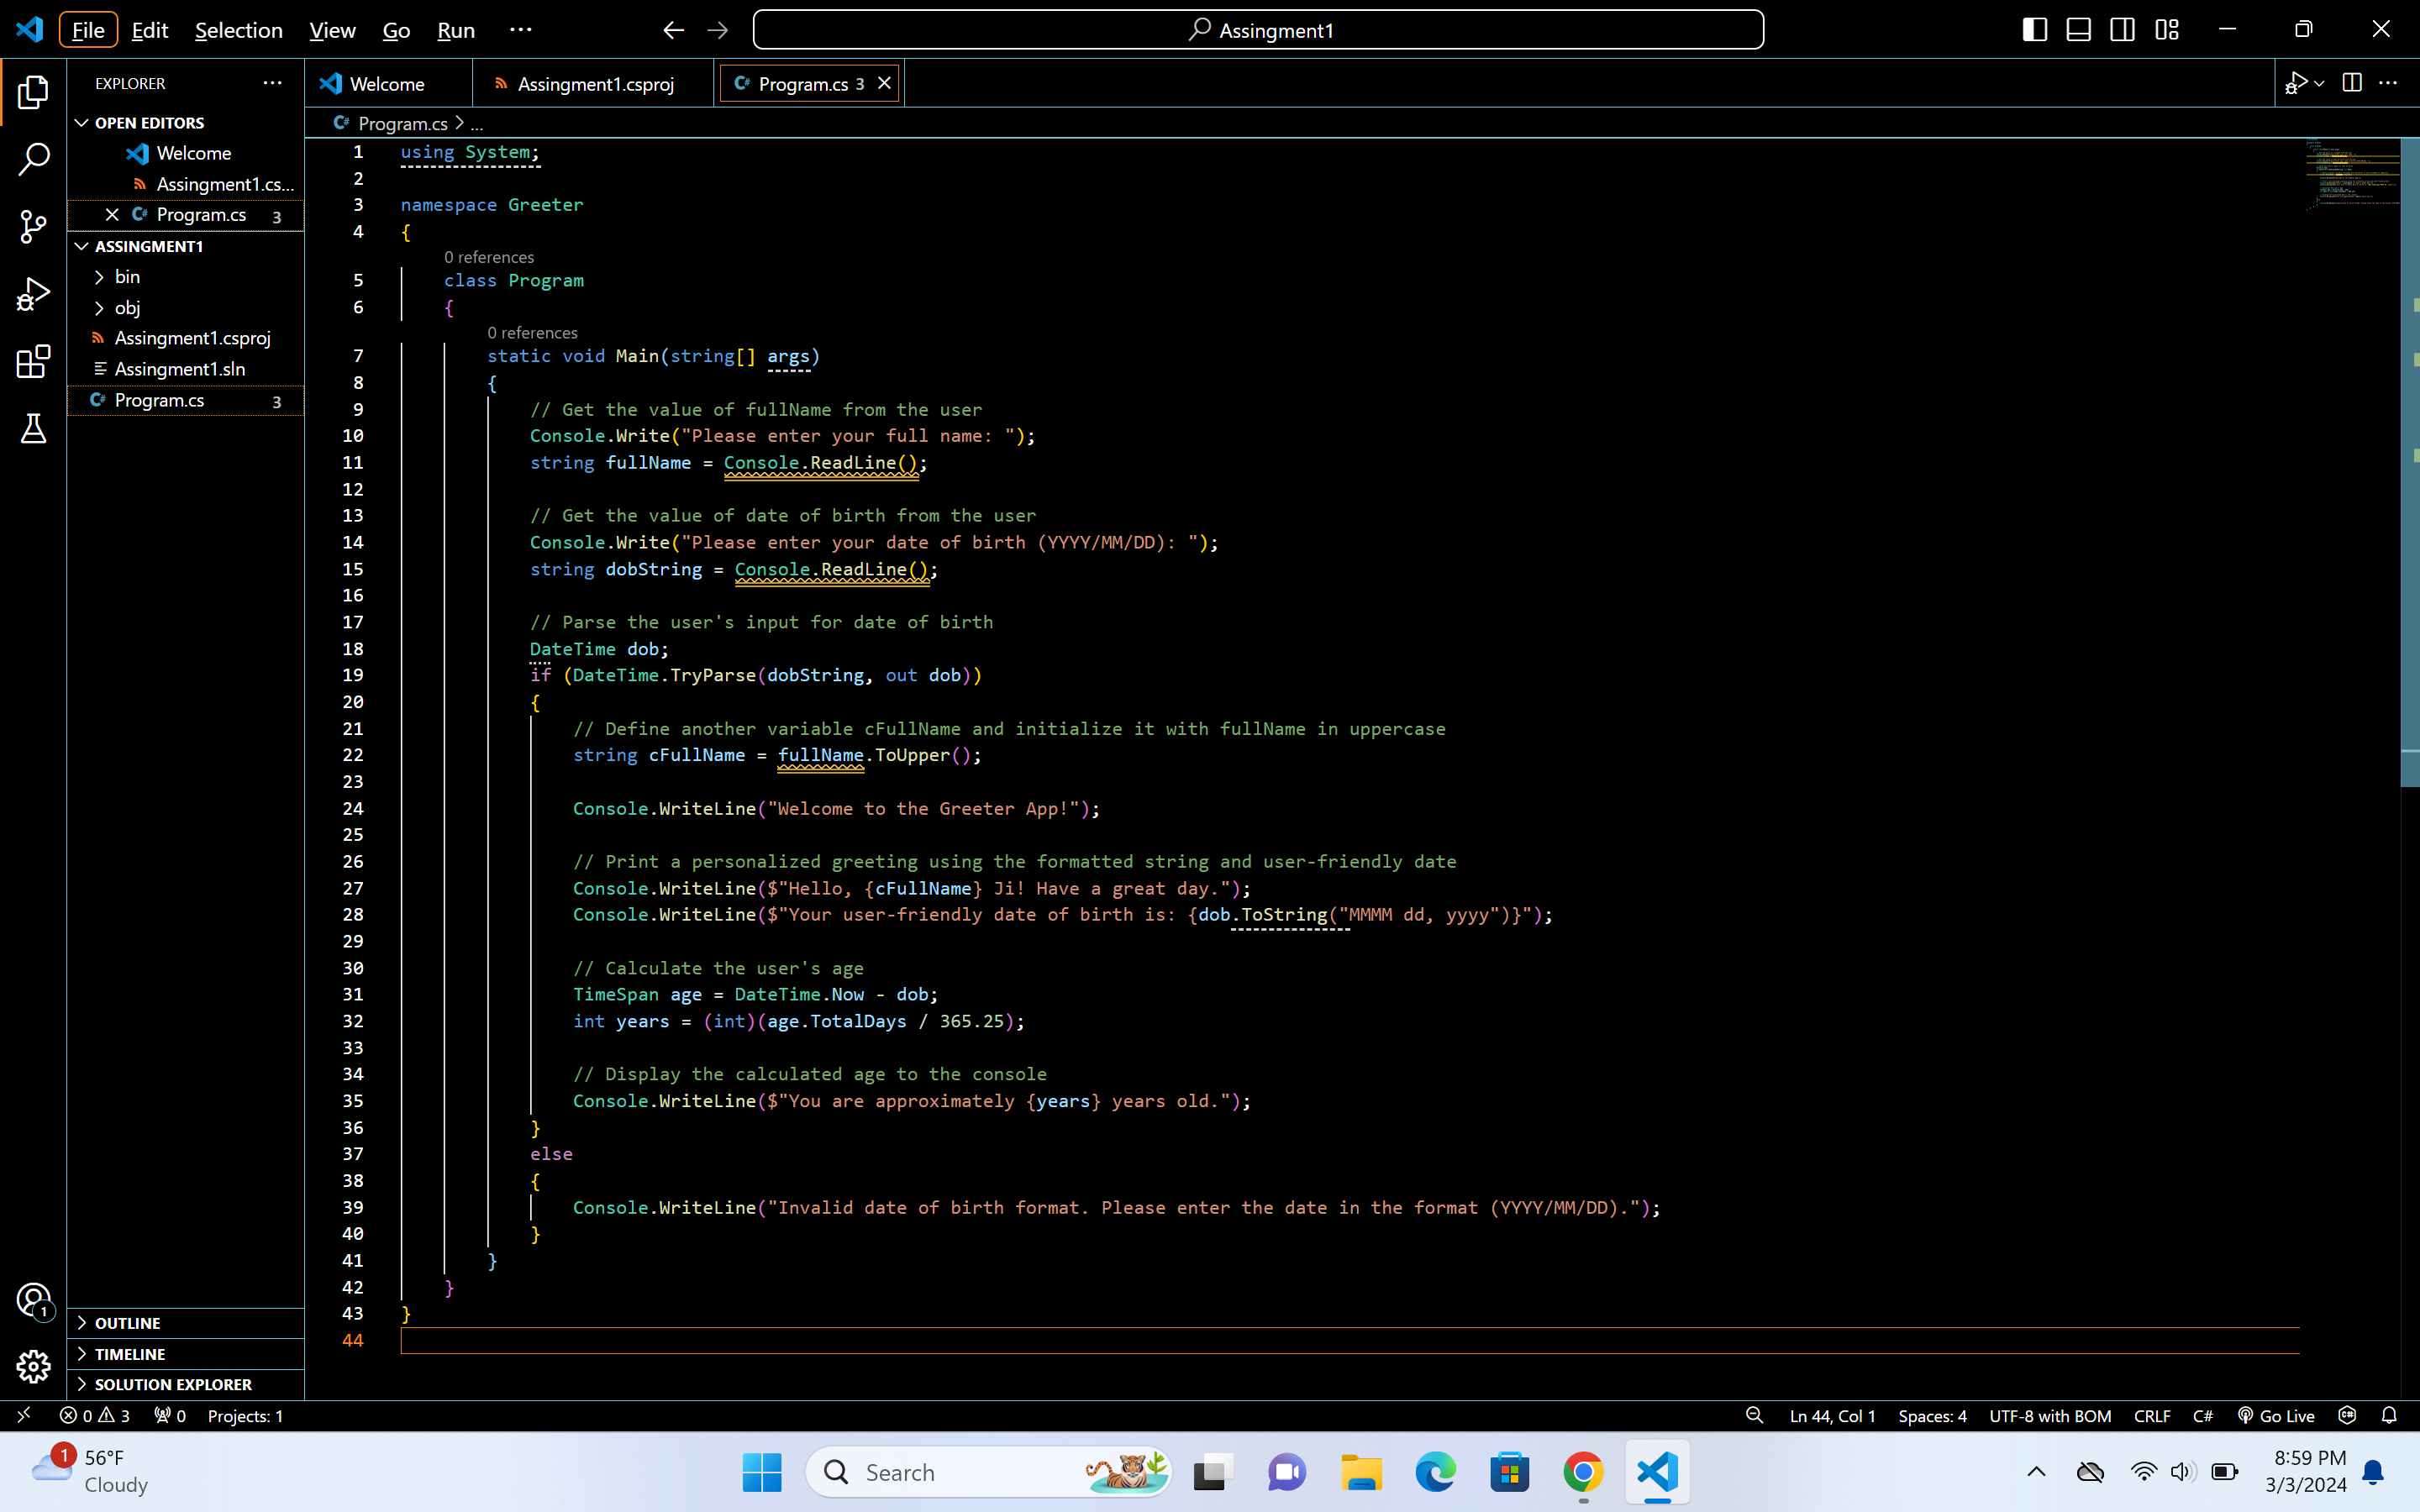 File Edit Selection View Go Run ···
Assingment1
EXPLORER ···
Welcome
Assingment1.csproj
Program.cs 3
Program.cs > ...
OPEN EDITORS
Welcome
Assingment1.cs...
Program.cs 3
ASSINGMENT1
bin
obj
Assingment1.csproj
Assingment1.sln
Program.cs 3
OUTLINE
TIMELINE
SOLUTION EXPLORER
1
1 using System;
2
3 namespace Greeter
4 {
0 references
5 class Program
6 {
0 references
7 static void Main(string[] args)
8 {
9 // Get the value of fullName from the user
10 Console.Write("Please enter your full name: ");
11 string fullName = Console.ReadLine();
12
13 // Get the value of date of birth from the user
14 Console.Write("Please enter your date of birth (YYYY/MM/DD): ");
15 string dobString = Console.ReadLine();
16
17 // Parse the user's input for date of birth
18 DateTime dob;
19 if (DateTime.TryParse(dobString, out dob))
20 {
21 // Define another variable cFullName and initialize it with fullName in uppercase
22 string cFullName = fullName.ToUpper();
23
24 Console.WriteLine("Welcome to the Greeter App!");
25
26 // Print a personalized greeting using the formatted string and user-friendly date
27 Console.WriteLine($"Hello, {cFullName} Ji! Have a great day.");
28 Console.WriteLine($"Your user-friendly date of birth is: {dob.ToString("MMMM dd, yyyy")}");
29
30 // Calculate the user's age
31 TimeSpan age = DateTime.Now - dob;
32 int years = (int)(age.TotalDays / 365.25);
33
34 // Display the calculated age to the console
35 Console.WriteLine($"You are approximately {years} years old.");
36 }
37 else
38 {
39 Console.WriteLine("Invalid date of birth format. Please enter the date in the format (YYYY/MM/DD).");
40 }
41 }
42 }
43 }
44
0 3 0 Projects: 1
Ln 44, Col 1 Spaces: 4 UTF-8 with BOM CRLF C# Go Live
1 56°F
Cloudy
Search
8:59 PM
3/3/2024